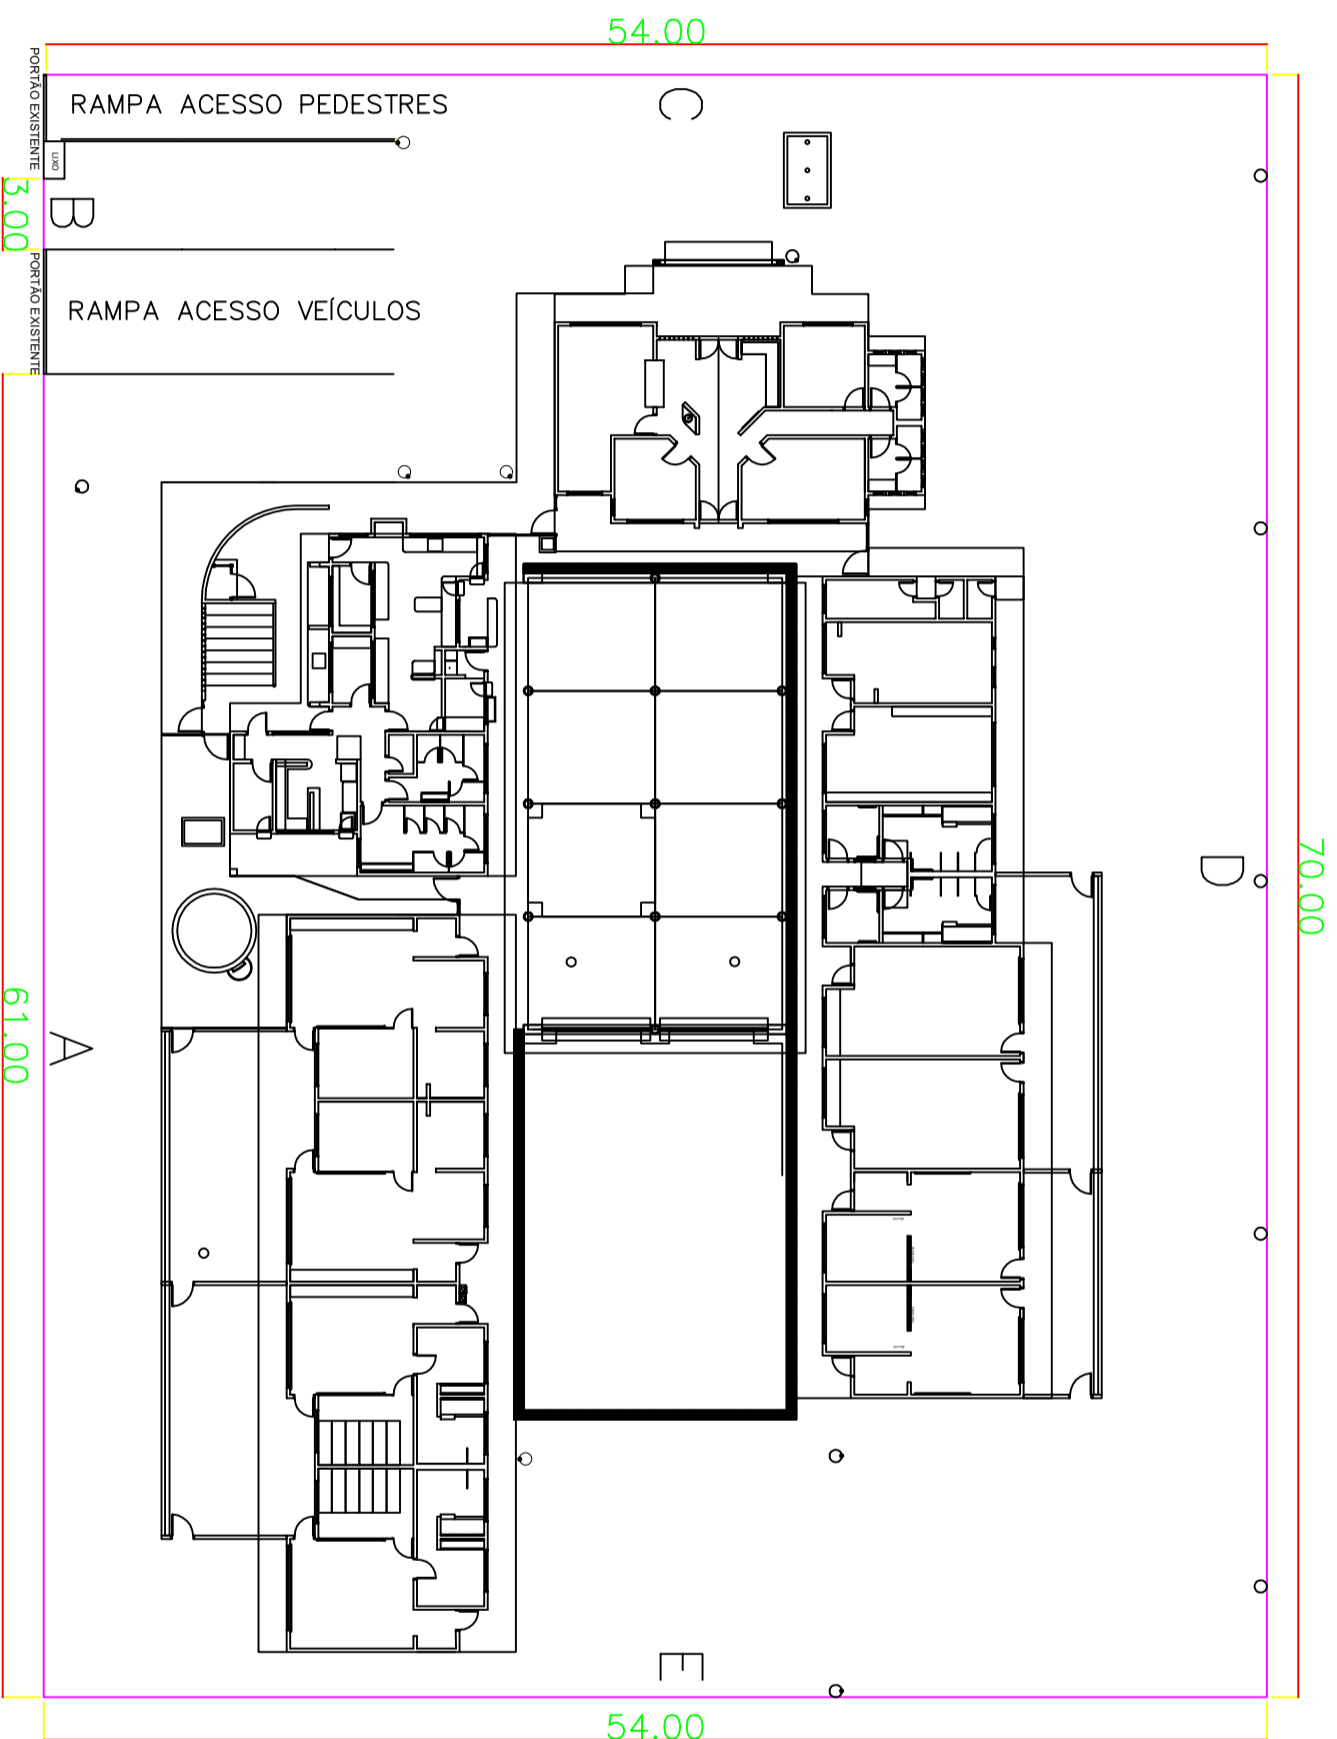 54.00
PORTÃO EXISTENTE
RAMPA ACESSO PEDESTRES
C
LIXO
3.00
B
PORTÃO EXISTENTE
RAMPA ACESSO VEÍCULOS
D
70.00
61.00
A
E
54.00